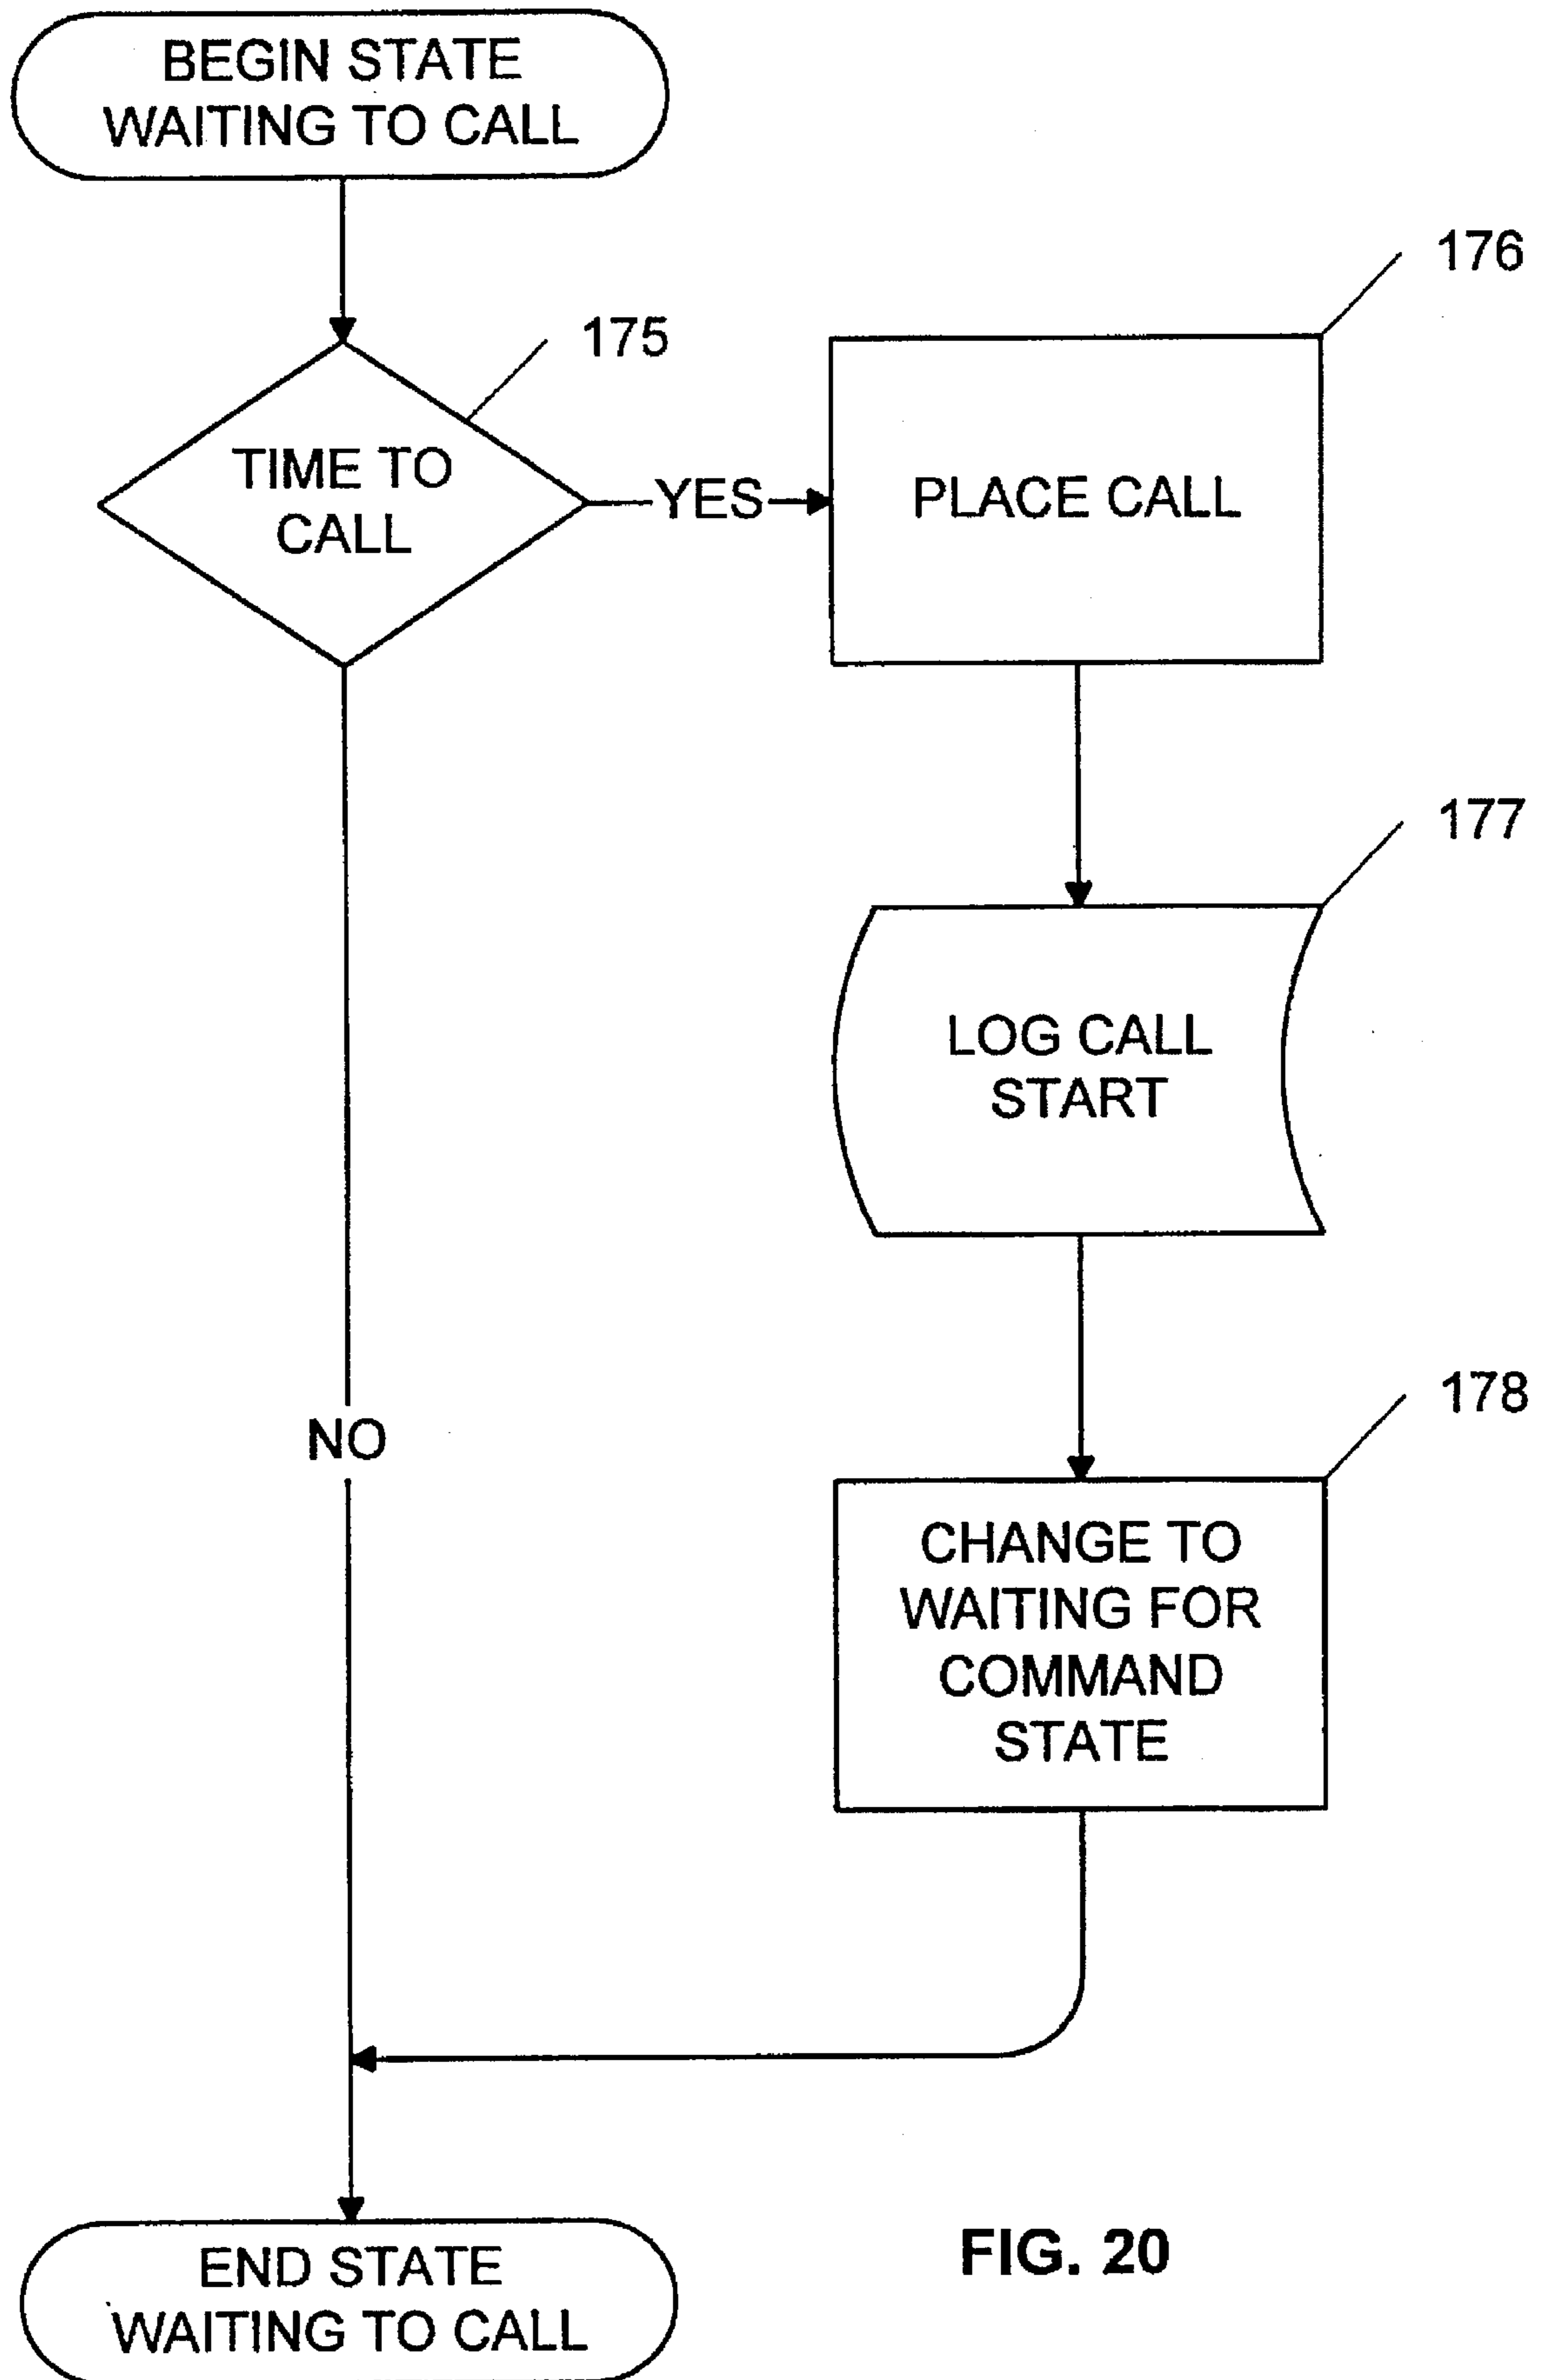 BEGIN STATE
WAITING TO CALL
175
TIME TO
CALL
YES
176
PLACE CALL
177
LOG CALL
START
NO
178
CHANGE TO
WAITING FOR
COMMAND
STATE
END STATE
WAITING TO CALL
FIG. 20